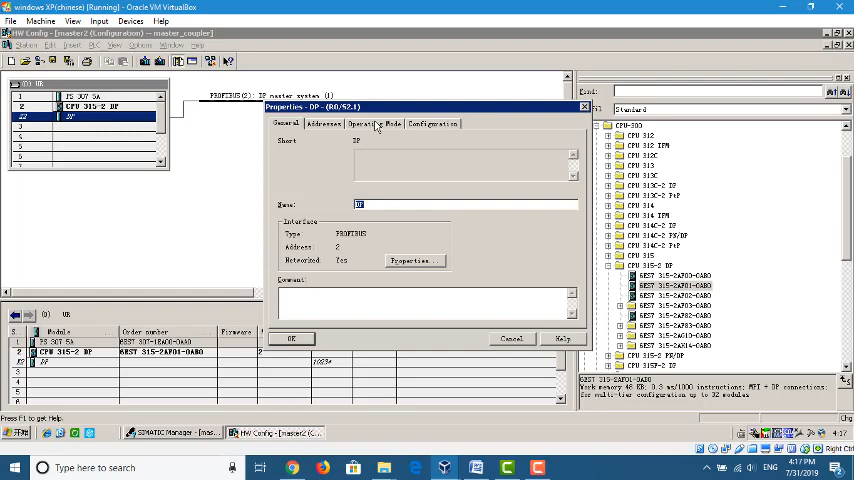 windows XP(china) [Running] - Oracle VM VirtualBox
File Machine View Input Devices Help
HW Config - [master2 (Configuration) -- master_coupler]
Station Edit Insert PLC View Options Window Help
(0) UR
1 PS 307 5A
2 CPU 315-2 DP
X2 DP
3
4
5
PROFIBUS(2): DP master system (1)
Properties - DP - (R0/S2.1)
General Addresses Operating Mode Configuration
Short DP
Name: DP
Interface
Type PROFIBUS
Address: 2
Networked: Yes Properties...
Comment:
OK Cancel Help
Find:
Profil Standard
CPU-300
CPU 312
CPU 312 IFM
CPU 312C
CPU 313
CPU 313C
CPU 313C-2 DP
CPU 313C-2 PtP
CPU 314
CPU 314 IFM
CPU 314C-2 DP
CPU 314C-2 PN/DP
CPU 314C-2 PtP
CPU 315
CPU 315-2 DP
6ES7 315-2AF00-0AB0
6ES7 315-2AF01-0AB0
6ES7 315-2AF02-0AB0
6ES7 315-2AF03-0AB0
6ES7 315-2AF82-0AB0
6ES7 315-2AF83-0AB0
6ES7 315-2AG10-0AB0
6ES7 315-2AH14-0AB0
CPU 315-2 PN/DP
CPU 315F-2 DP
6ES7 315-2AF01-0AB0
Work memory 48 KB; 0.3 ms/1000 instructions; MPI + DP connections;
for multi-tier configuration up to 32 modules
(0) UR
S... Module Order number Firmware
1 PS 307 5A 6ES7 307-1EA00-0AA0
2 CPU 315-2 DP 6ES7 315-2AF01-0AB0 2
X2 DP 1023*
3
4
5
6
Press F1 to get Help.
开始 SIMATIC Manager - [mas... HW Config - [master2 (C... 4:17
Right Ctrl
Type here to search
ENG 4:17 PM
7/31/2019